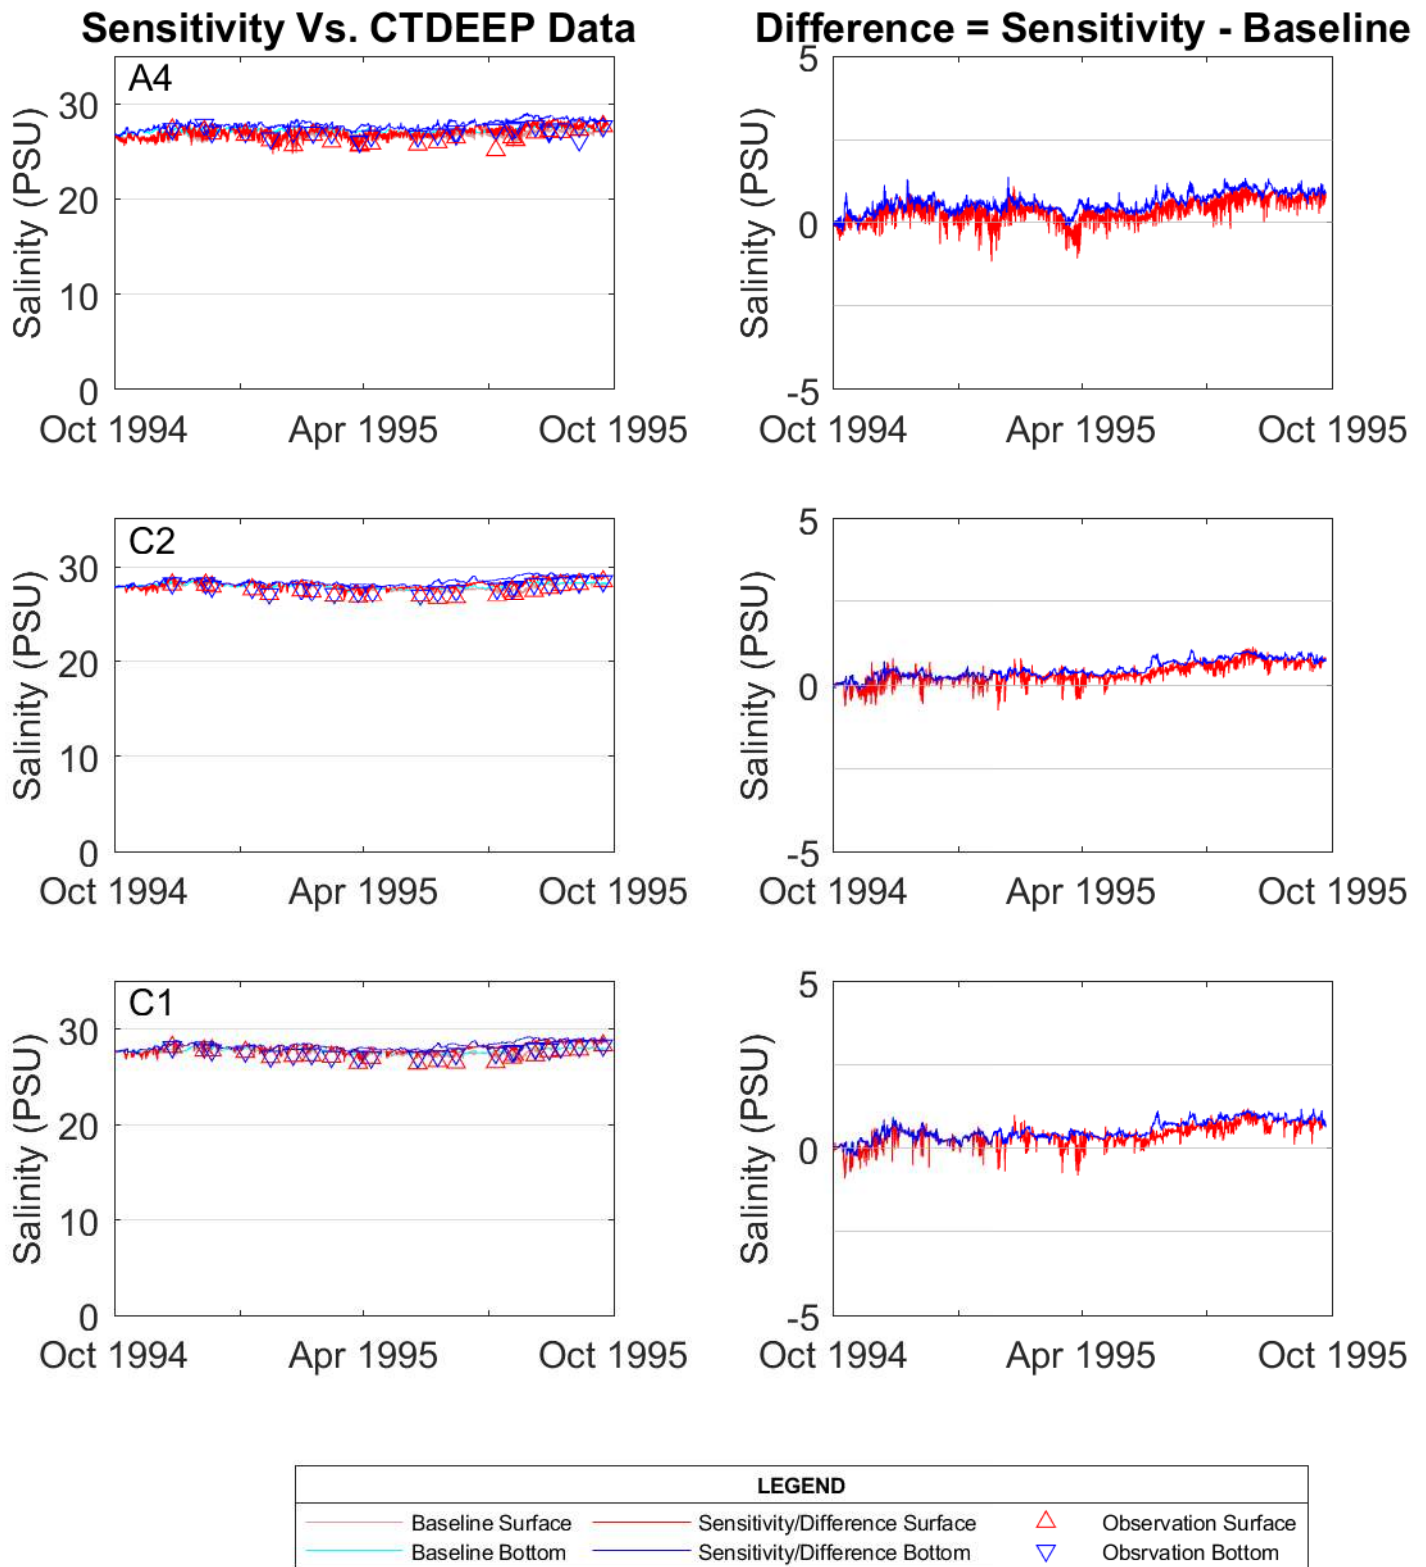 Sensitivity Vs. CTDEEP Data
Difference = Sensitivity - Baseline
A4
30
20
10
0
Salinity (PSU)
Oct 1994
Apr 1995
Oct 1995
5
0
-5
Salinity (PSU)
Oct 1994
Apr 1995
Oct 1995
C2
30
20
10
0
Salinity (PSU)
Oct 1994
Apr 1995
Oct 1995
5
0
-5
Salinity (PSU)
Oct 1994
Apr 1995
Oct 1995
C1
30
20
10
0
Salinity (PSU)
Oct 1994
Apr 1995
Oct 1995
5
0
-5
Salinity (PSU)
Oct 1994
Apr 1995
Oct 1995
LEGEND
Baseline Surface
Sensitivity/Difference Surface
Observation Surface
Baseline Bottom
Sensitivity/Difference Bottom
Obsrvation Bottom